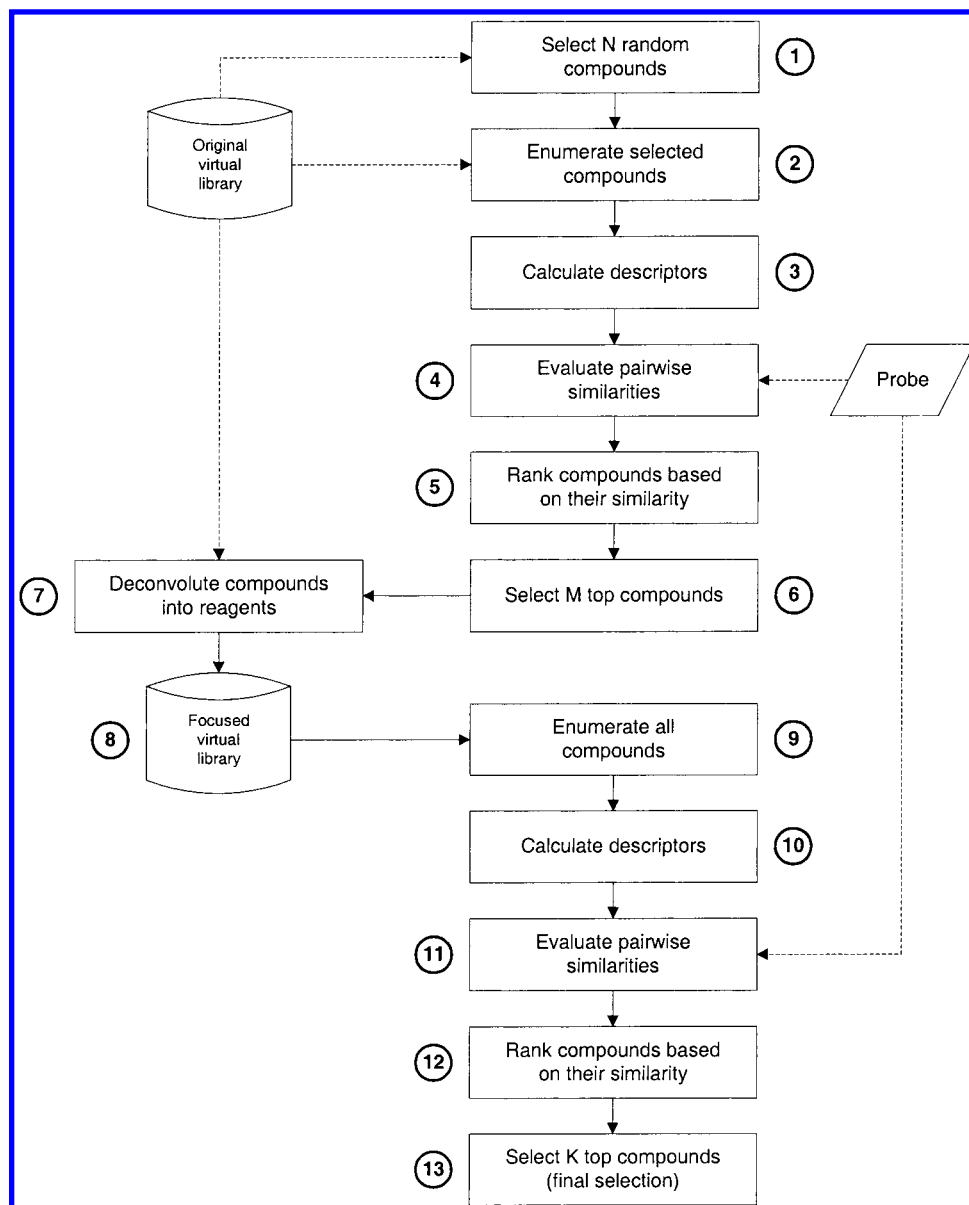 Select N random
compounds
1
Original
virtual
library
Enumerate selected
compounds
2
Calculate descriptors
3
4
Evaluate pairwise
similarities
Probe
5
Rank compounds based
on their similarity
7
Deconvolute compounds
into reagents
Select M top compounds
6
8
Focused
virtual
library
Enumerate all
compounds
9
Calculate descriptors
10
11
Evaluate pairwise
similarities
12
Rank compounds based
on their similarity
13
Select K top compounds
(final selection)